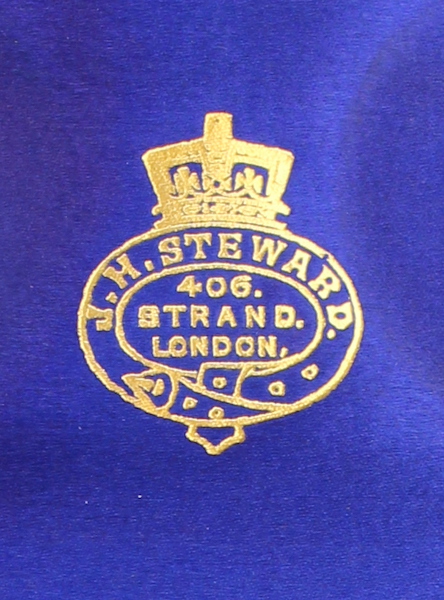 J. H. STEWARD.
406.
STRAND.
LONDON,